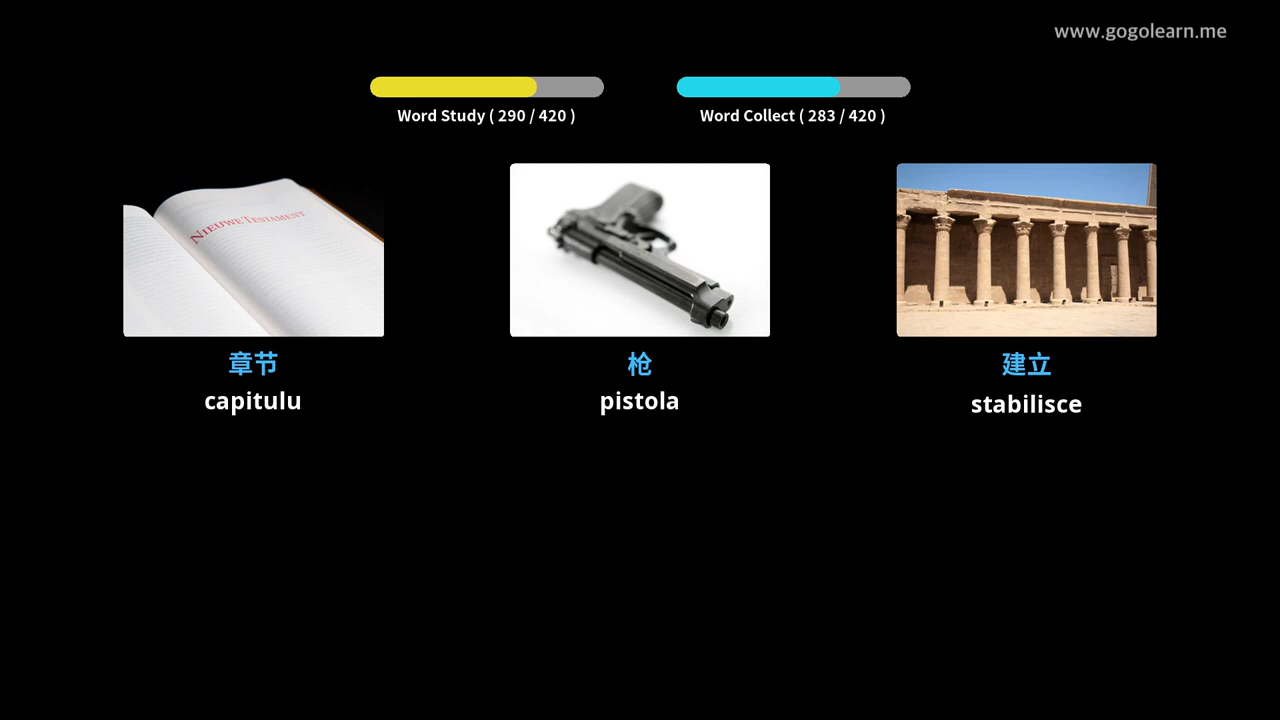 www.gogolearn.me
Word Study ( 290 / 420 )
Word Collect ( 283 / 420 )
NIEUWE TESTAMENT
章节
capitulu
枪
pistola
建立
stabilisce